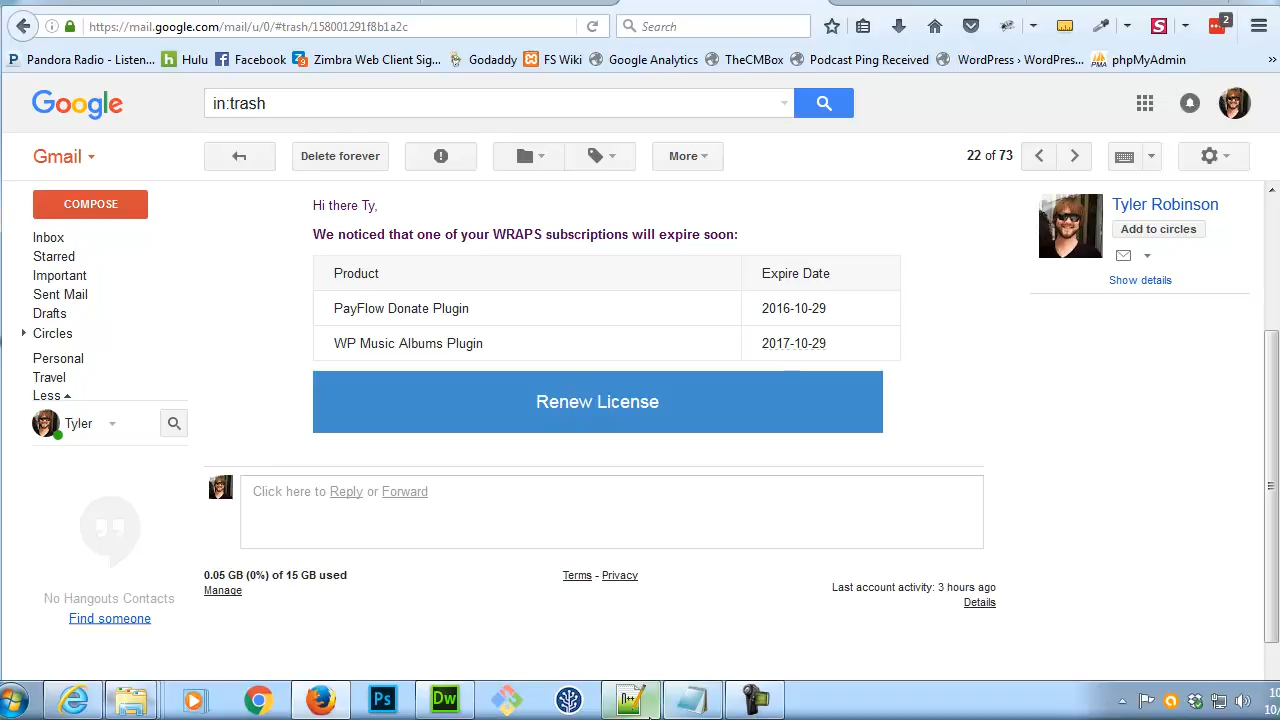 https://mail.google.com/mail/u/0/#trash/158001291f8b1a2c
Search
2
Pandora Radio - Listen...
Hulu
Facebook
Zimbra Web Client Sig...
Godaddy
FS Wiki
Google Analytics
TheCMBox
Podcast Ping Received
WordPress › WordPress...
PMA
phpMyAdmin
Google
in:trash
Gmail
Delete forever
More
22 of 73
COMPOSE
Inbox
Starred
Important
Sent Mail
Drafts
Circles
Personal
Travel
Less
Tyler
No Hangouts Contacts
Find someone
Hi there Ty,
We noticed that one of your WRAPS subscriptions will expire soon:
Product Expire Date
PayFlow Donate Plugin 2016-10-29
WP Music Albums Plugin 2017-10-29
Renew License
Click here to Reply or Forward
0.05 GB (0%) of 15 GB used
Manage
Terms - Privacy
Last account activity: 3 hours ago
Details
Tyler Robinson
Add to circles
Show details
Ps
Dw